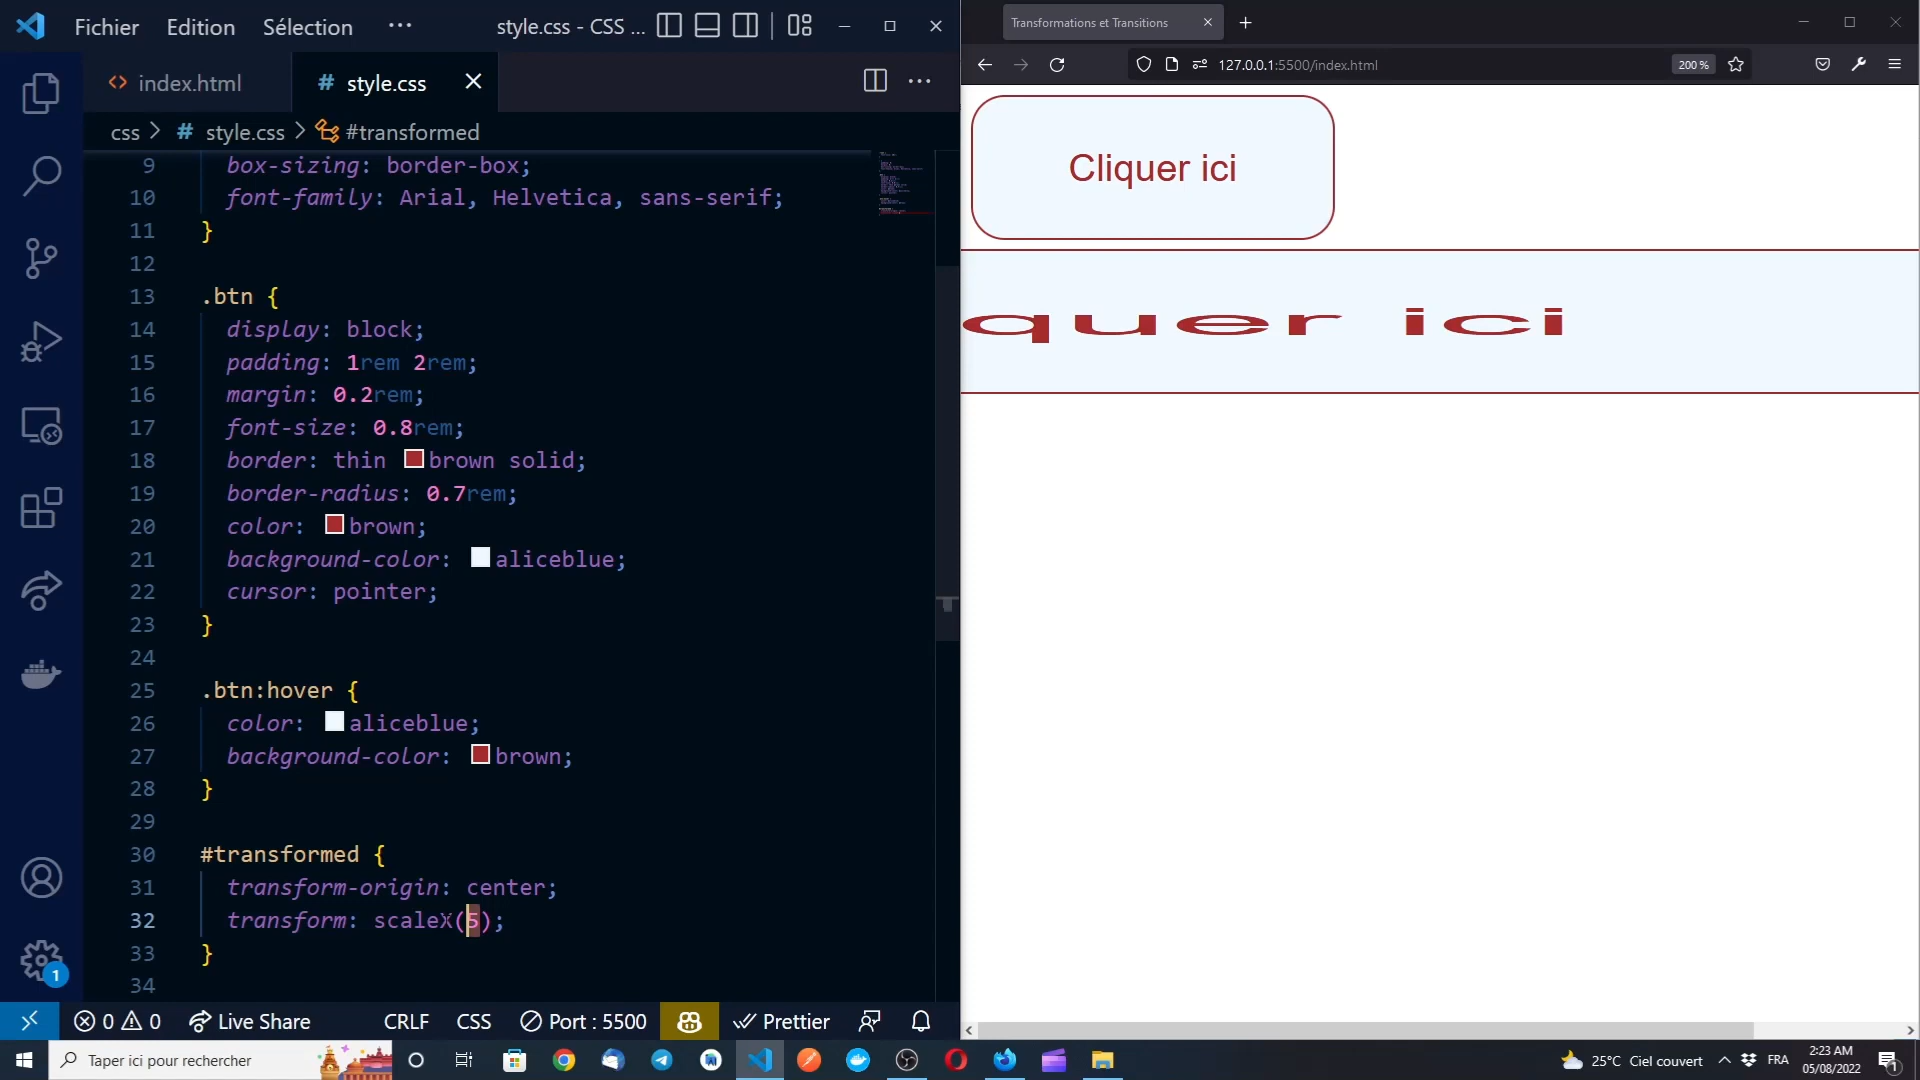 Fichier Edition Sélection ··· style.css - CSS ...
index.html # style.css
css > # style.css > #transformed
9 box-sizing: border-box;
10 font-family: Arial, Helvetica, sans-serif;
11 }
12
13 .btn {
14 display: block;
15 padding: 1rem 2rem;
16 margin: 0.2rem;
17 font-size: 0.8rem;
18 border: thin brown solid;
19 border-radius: 0.7rem;
20 color: brown;
21 background-color: aliceblue;
22 cursor: pointer;
23 }
24
25 .btn:hover {
26 color: aliceblue;
27 background-color: brown;
28 }
29
30 #transformed {
31 transform-origin: center;
32 transform: scalex(5);
33 }
34
1
0 0 Live Share CRLF CSS Port : 5500 Prettier
Transformations et Transitions
127.0.0.1:5500/index.html 200 %
Cliquer ici
quer ici
Taper ici pour rechercher
25°C Ciel couvert FRA 2:23 AM
05/08/2022 1